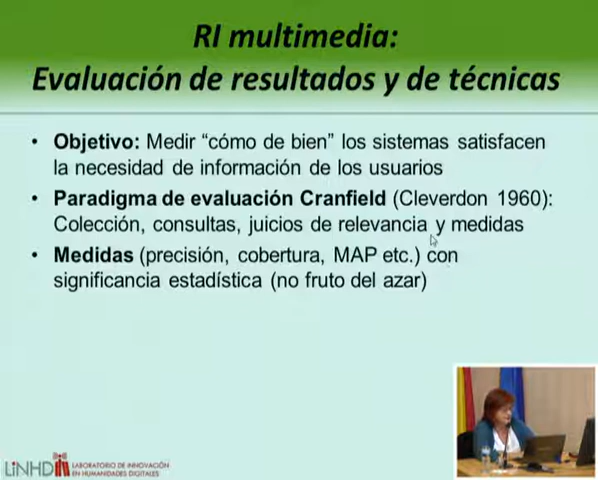 RI multimedia:
Evaluación de resultados y de técnicas
• Objetivo: Medir “cómo de bien” los sistemas satisfacen
la necesidad de información de los usuarios
• Paradigma de evaluación Cranfield (Cleverdon 1960):
Colección, consultas, juicios de relevancia y medidas
• Medidas (precisión, cobertura, MAP etc.) con
significancia estadística (no fruto del azar)
LINHD LABORATORIO DE INNOVACIÓN
EN HUMANIDADES DIGITALES